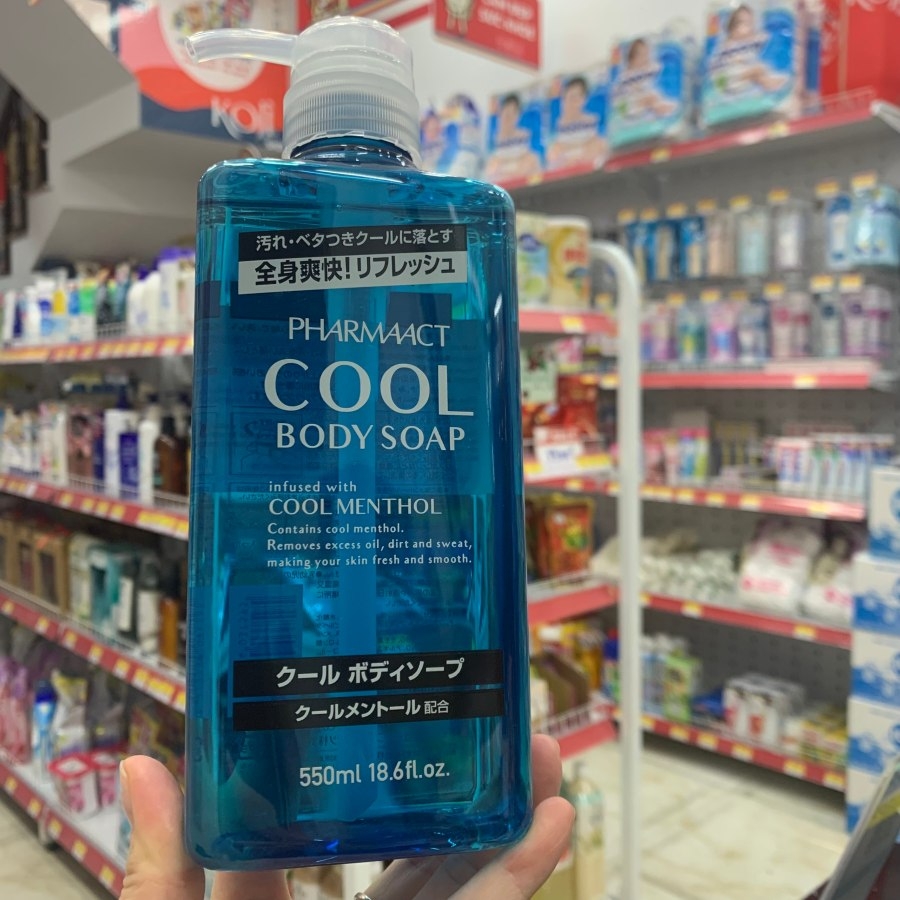 Koji
汚れ・ベタつきクールに落とす
全身爽快!リフレッシュ
PHARMAACT
COOL
BODY SOAP
infused with
COOL MENTHOL
Contains cool menthol.
Removes excess oil, dirt and sweat,
making your skin fresh and smooth.
クール ボディソープ
クールメントール 配合
550ml 18.6fl.oz.